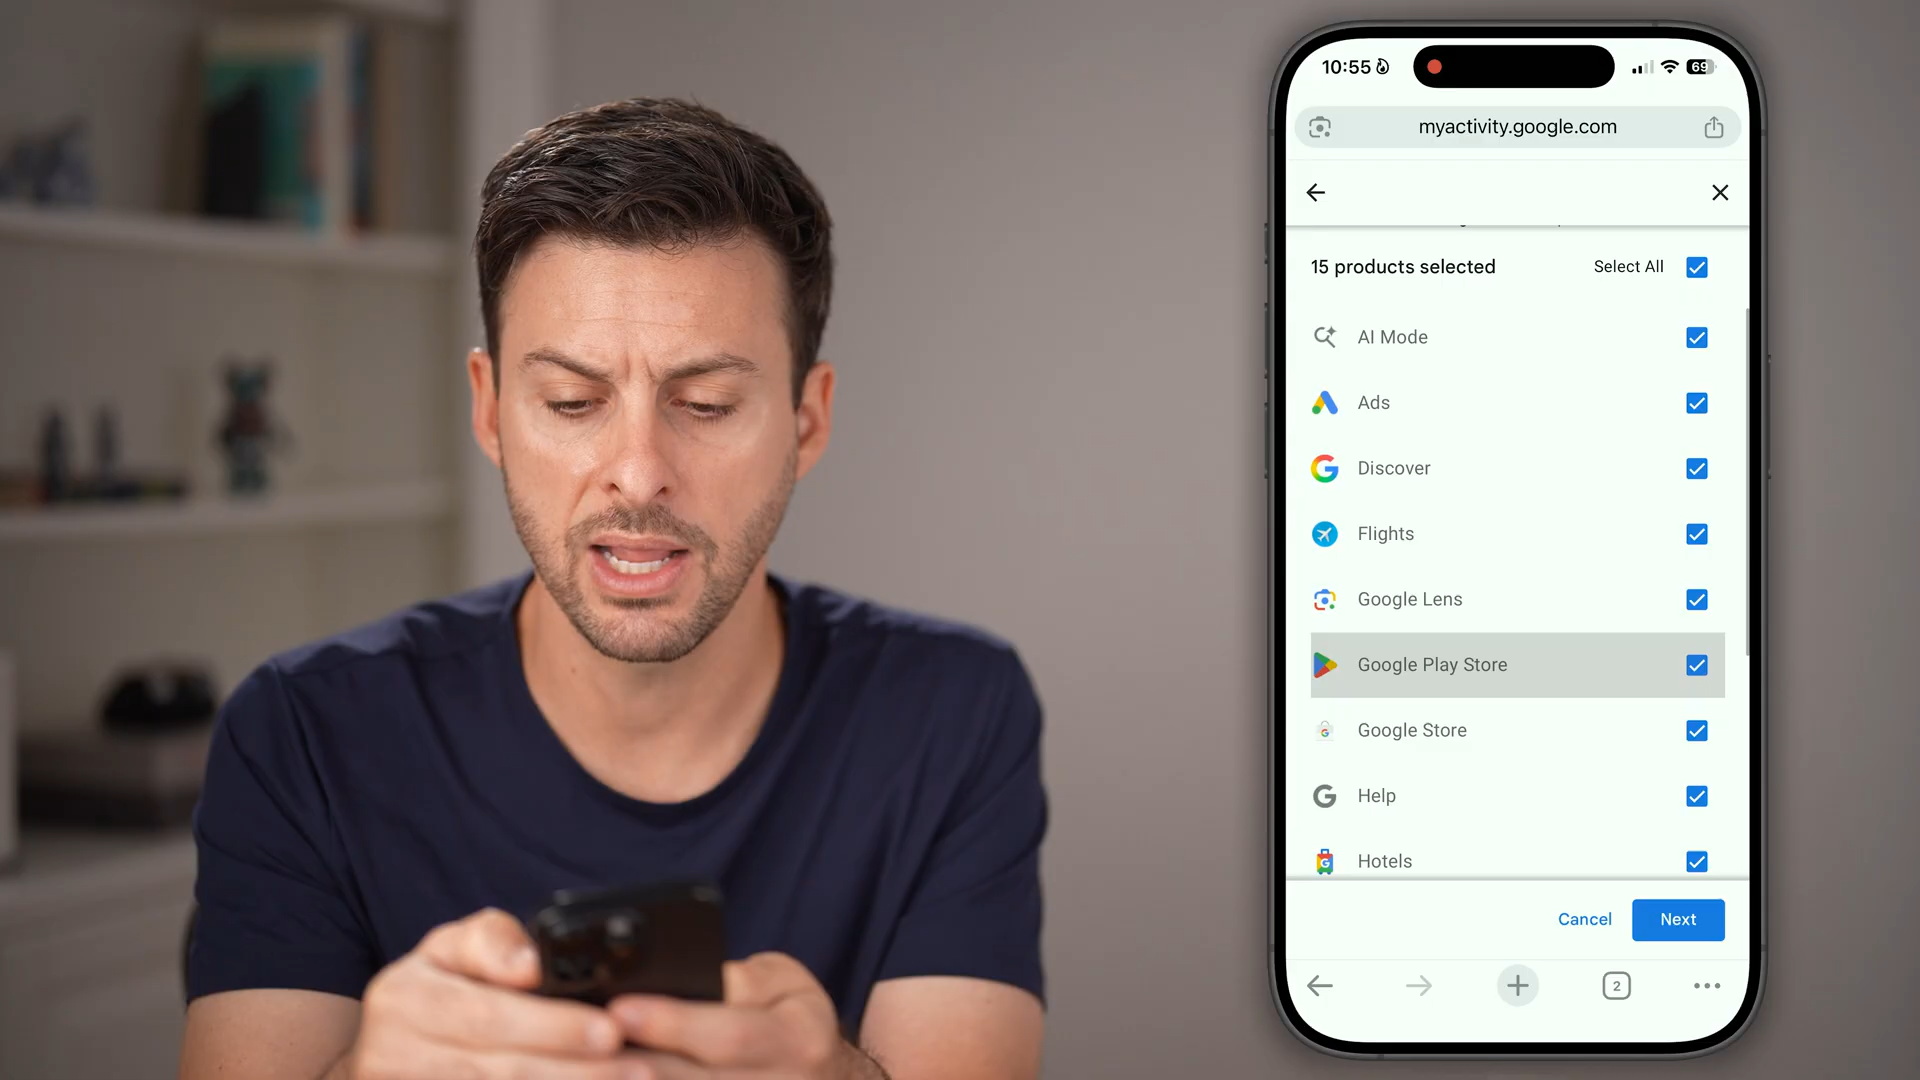 10:55
69
myactivity.google.com
15 products selected
Select All
AI Mode
Ads
Discover
Flights
Google Lens
Google Play Store
Google Store
Help
Hotels
Cancel
Next
2